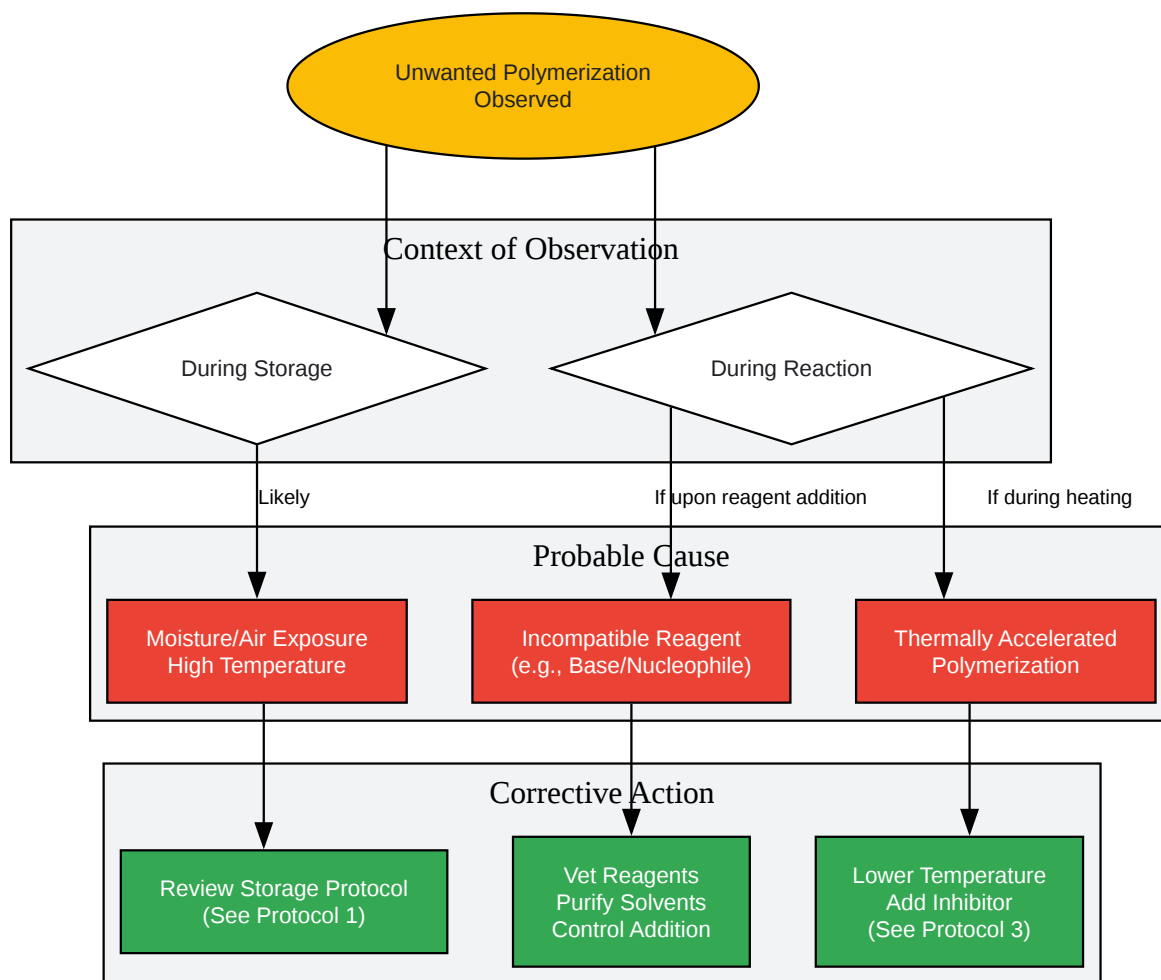 Unwanted Polymerization
Observed
Context of Observation
During Storage
During Reaction
Likely
If upon reagent addition
If during heating
Probable Cause
Moisture/Air Exposure
High Temperature
Incompatible Reagent
(e.g., Base/Nucleophile)
Thermally Accelerated
Polymerization
Corrective Action
Review Storage Protocol
(See Protocol 1)
Vet Reagents
Purify Solvents
Control Addition
Lower Temperature
Add Inhibitor
(See Protocol 3)